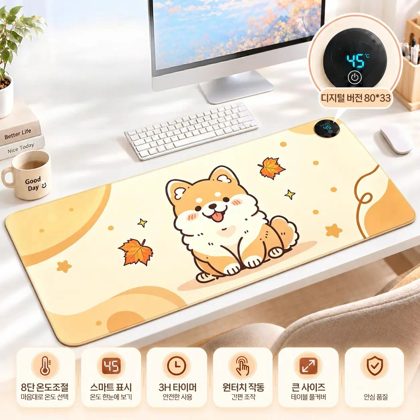 45 °C
디지털 버전 80*33
Better Life
Nice Today
Good
Day
8단 온도조절
마음대로 온도 선택
45
스마트 표시
온도 한눈에 보기
3H 타이머
안전한 사용
원터치 작동
간편 조작
큰 사이즈
테이블 풀커버
안심 품질